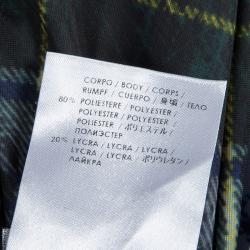 CORPO / BODY / CORPS /
RUMPF / CUERPO / 身頃 / ТЕЛО
80% POLIESTERE / POLYESTER /
POLYESTER / POLYESTER /
POLIESTER / ポリエステル /
ПОЛИЭСТЕР
20% LYCRA / LYCRA / LYCRA /
LYCRA / LYCRA / ポリウレタン /
ЛАЙКРА